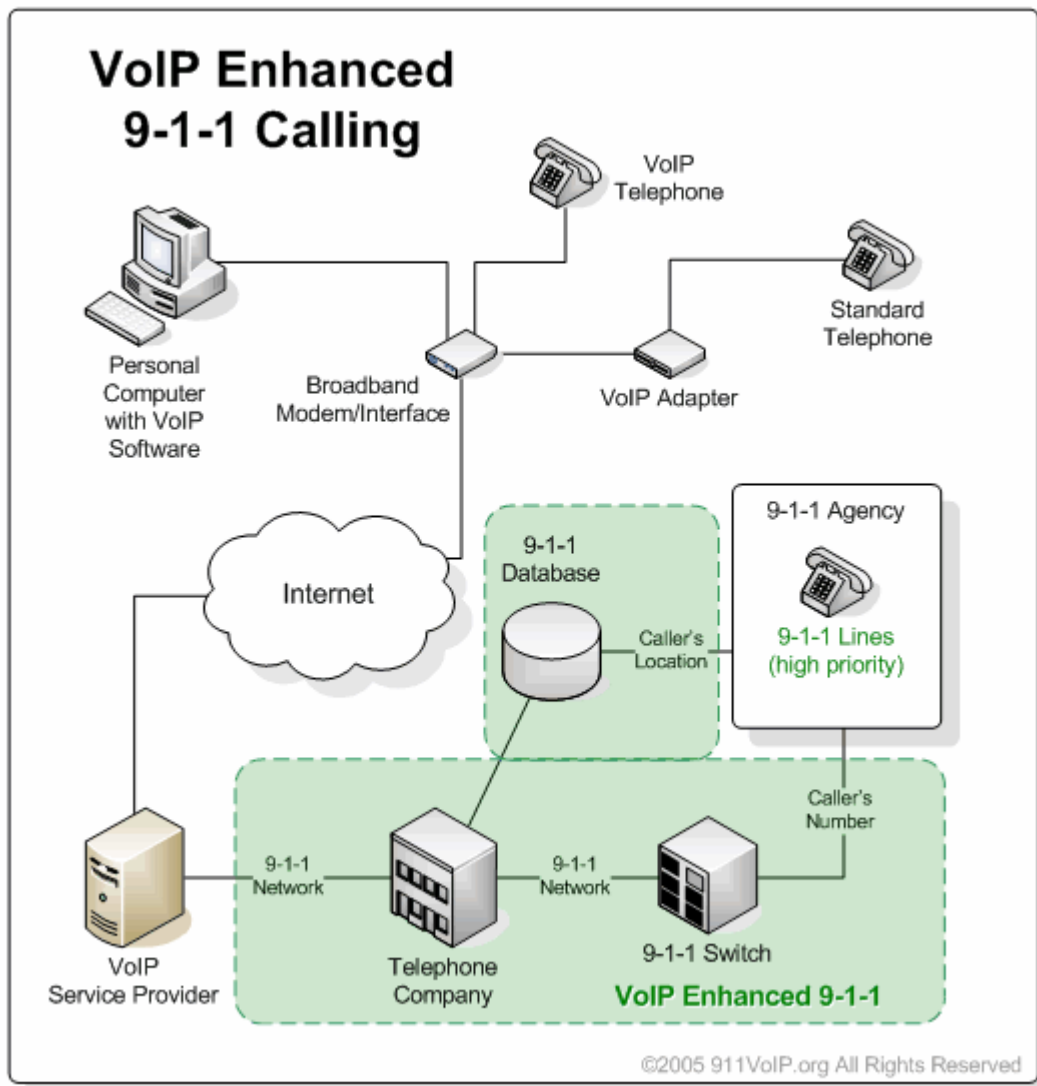 VoIP Enhanced
9-1-1 Calling
VoIP
Telephone
Standard
Telephone
Personal
Computer
with VoIP
Software
Broadband
Modem/Interface
VoIP Adapter
Internet
9-1-1
Database
9-1-1 Agency
9-1-1 Lines
(high priority)
Caller's
Location
Caller's
Number
9-1-1
Network
9-1-1
Network
VoIP
Service Provider
Telephone
Company
9-1-1 Switch
VoIP Enhanced 9-1-1
©2005 911VoIP.org All Rights Reserved